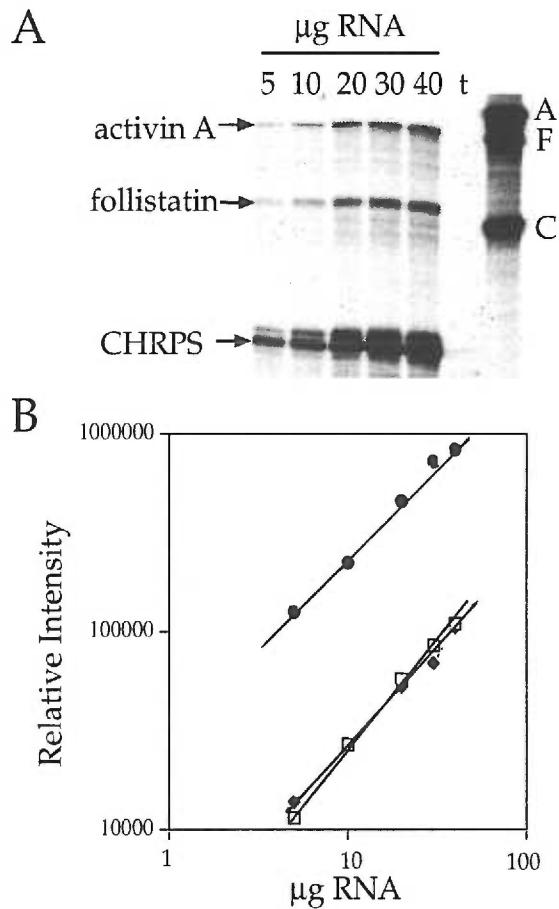 A
µg RNA
5 10 20 30 40 t
activin A
A
F
follistatin
C
CHRPS
B
1000000
100000
10000
Relative Intensity
1 10 100
µg RNA